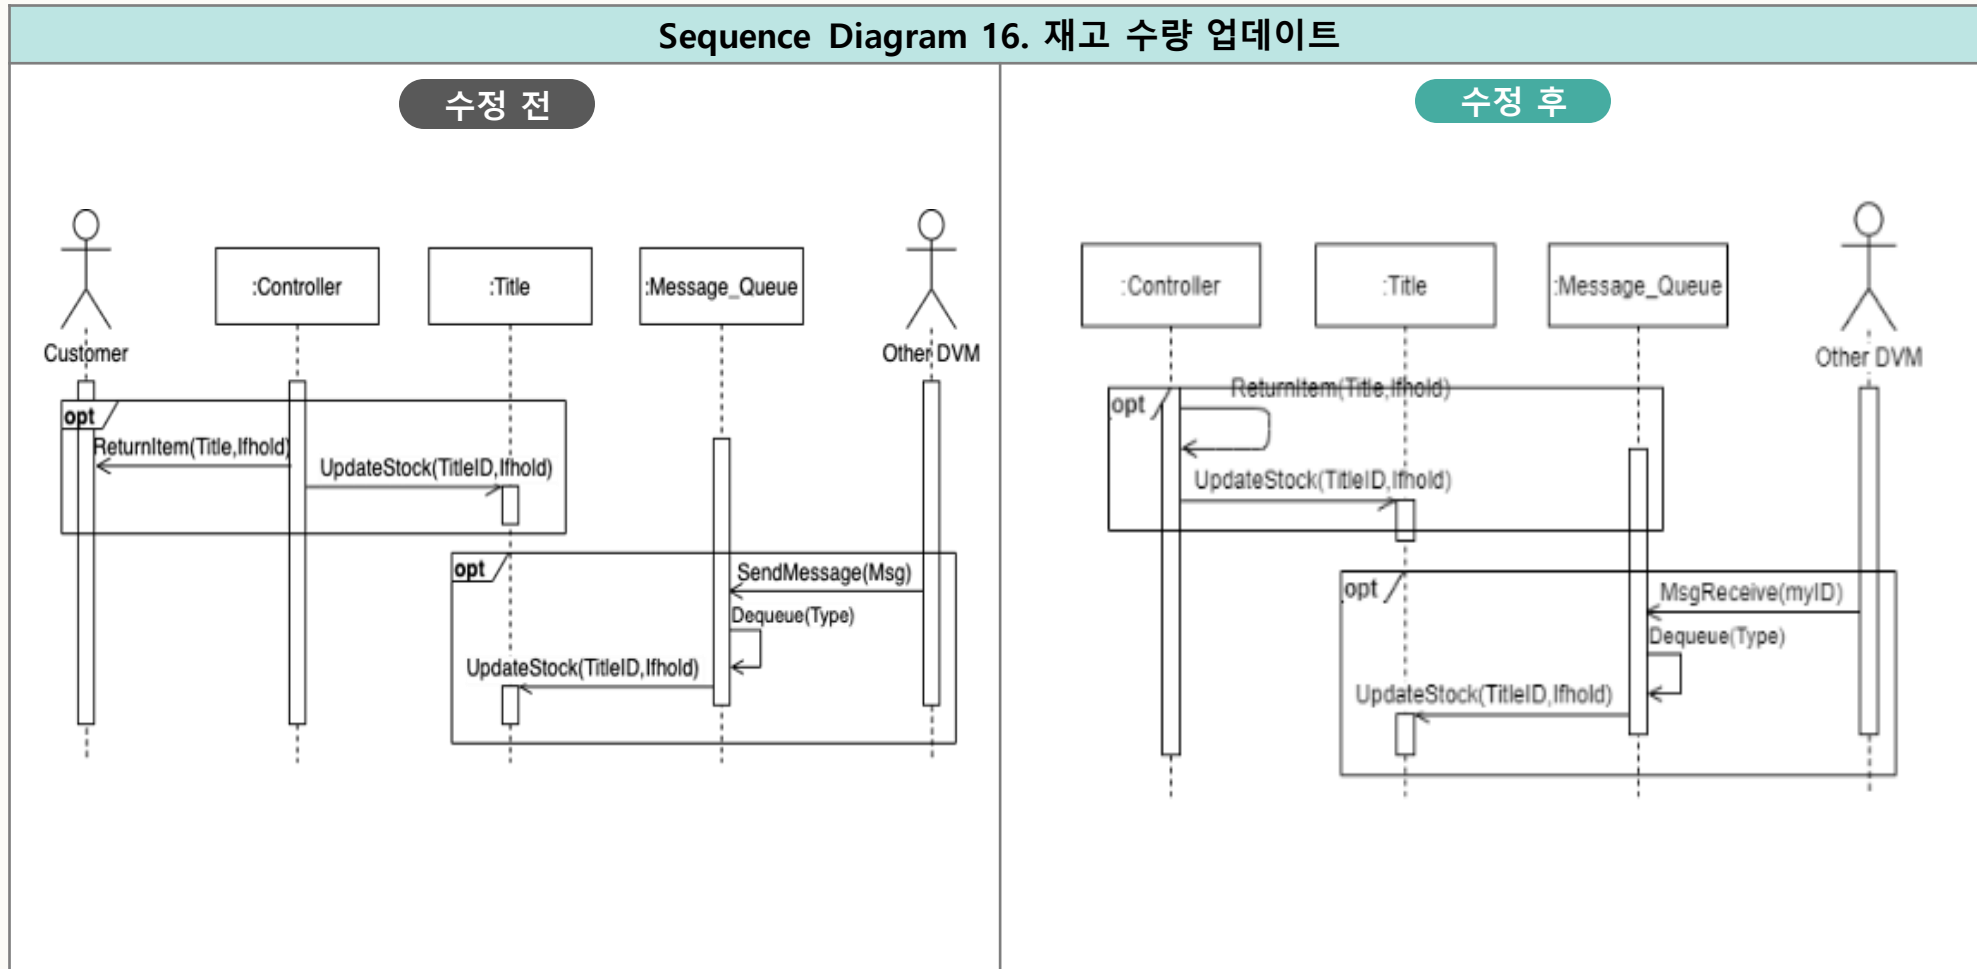 Sequence Diagram 16. 재고 수량 업데이트
수정 전
:Controller
:Title
:Message_Queue
Customer
Other DVM
opt
ReturnItem(Title,Ifhold)
UpdateStock(TitleID,Ifhold)
opt
SendMessage(Msg)
Dequeue(Type)
UpdateStock(TitleID,Ifhold)
수정 후
:Controller
:Title
:Message_Queue
Other DVM
ReturnItem(Title,Ifhold)
opt
UpdateStock(TitleID,Ifhold)
opt
MsgReceive(myID)
Dequeue(Type)
UpdateStock(TitleID,Ifhold)